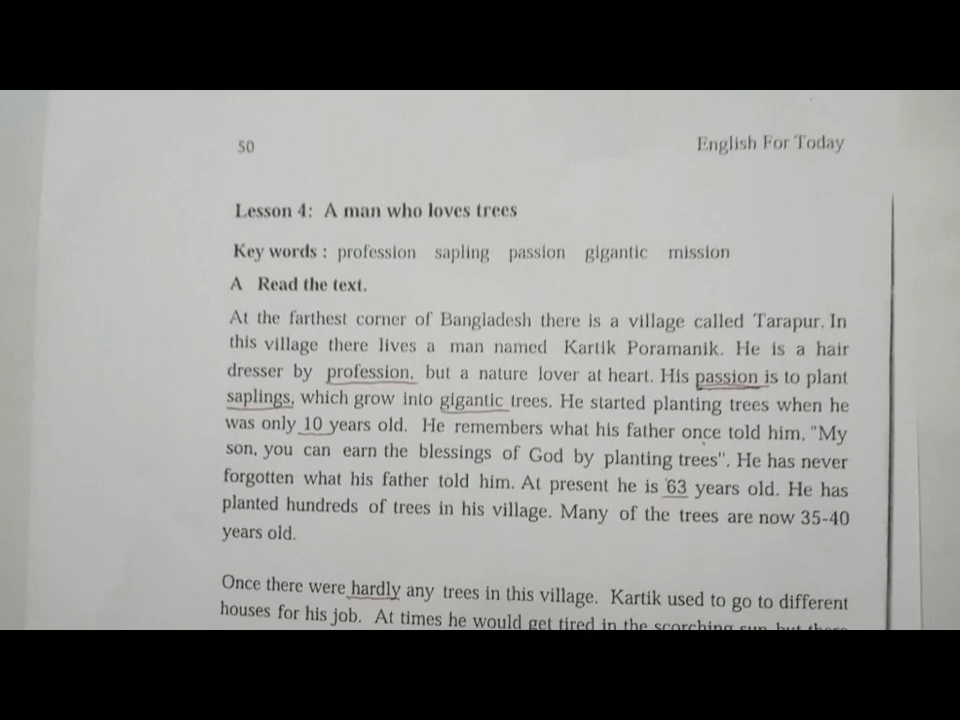 50
English For Today
Lesson 4: A man who loves trees
Key words : profession sapling passion gigantic mission
A Read the text.
At the farthest corner of Bangladesh there is a village called Tarapur. In
this village there lives a man named Kartik Poramanik. He is a hair
dresser by profession, but a nature lover at heart. His passion is to plant
saplings, which grow into gigantic trees. He started planting trees when he
was only 10 years old. He remembers what his father once told him, "My
son, you can earn the blessings of God by planting trees". He has never
forgotten what his father told him. At present he is 63 years old. He has
planted hundreds of trees in his village. Many of the trees are now 35-40
years old.
Once there were hardly any trees in this village. Kartik used to go to different
houses for his job. At times he would get tired in the scorching sun but there